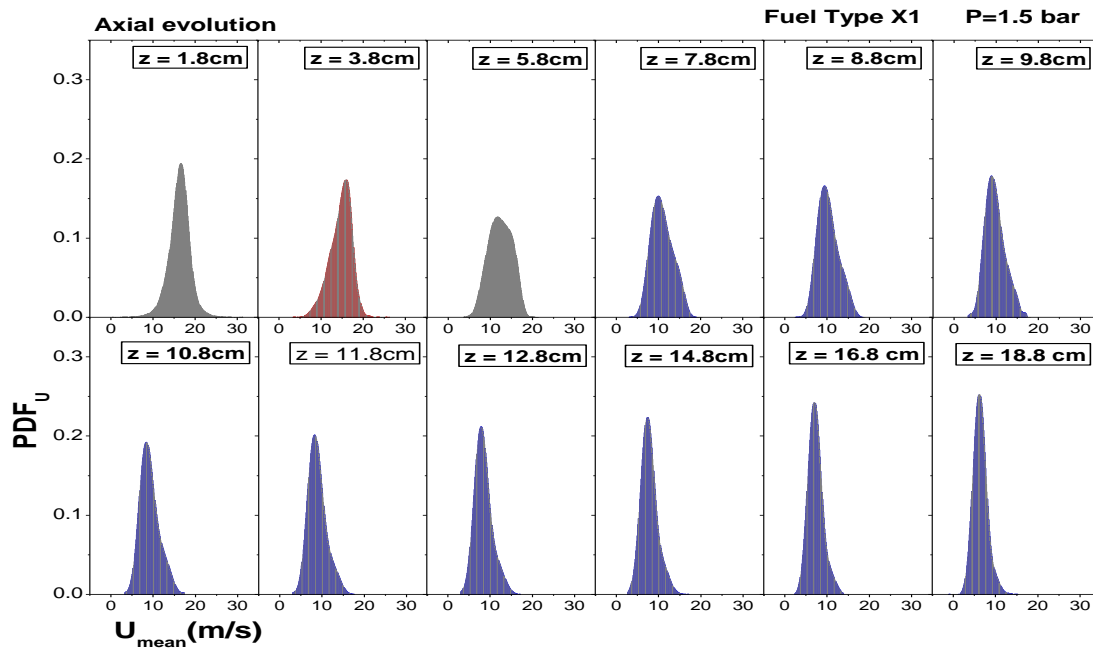 Axial evolution Fuel Type X1 P=1.5 bar
z = 1.8cm z = 3.8cm z = 5.8cm z = 7.8cm z = 8.8cm z = 9.8cm
0.3
0.2
0.1
0.0
0 10 20 30 0 10 20 30 0 10 20 30 0 10 20 30 0 10 20 30 0 10 20 30
z = 10.8cm z = 11.8cm z = 12.8cm z = 14.8cm z = 16.8 cm z = 18.8 cm
0.3
0.2
0.1
0.0
0 10 20 30 0 10 20 30 0 10 20 30 0 10 20 30 0 10 20 30 0 10 20 30
PDF_U
U_mean(m/s)